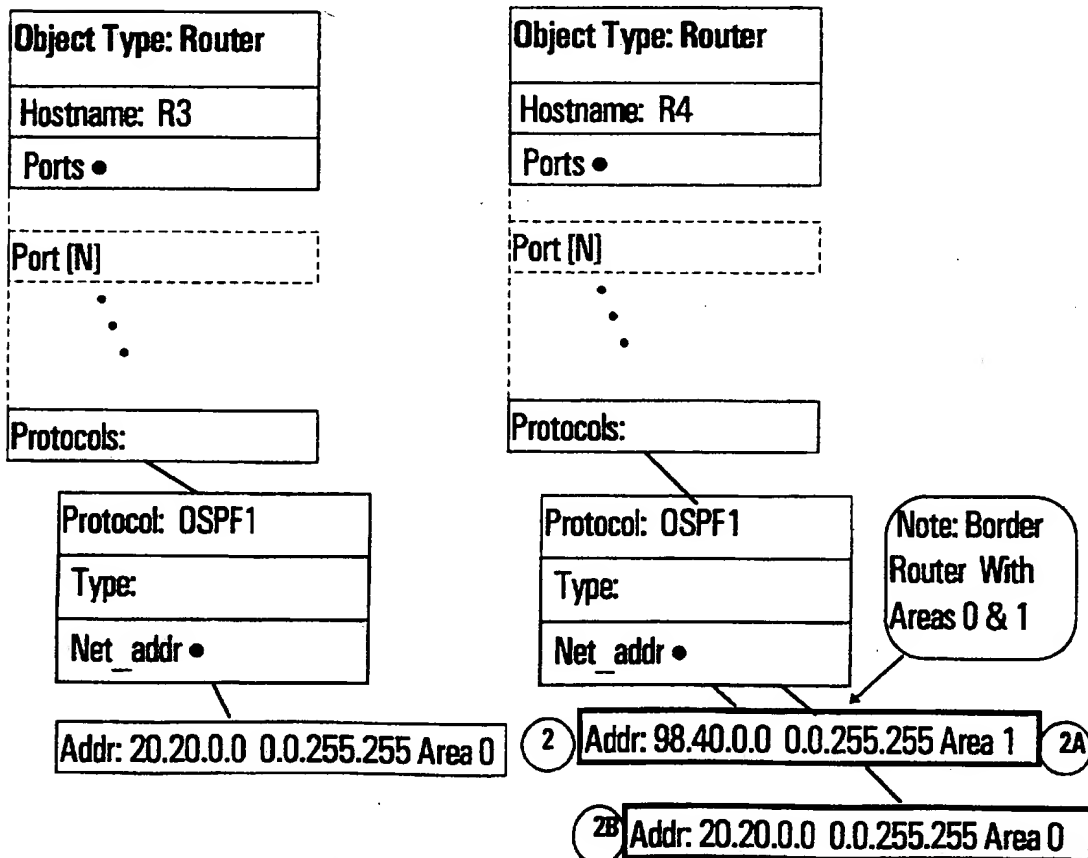 Object Type: Router
Hostname: R3
Ports
Port [N]
Protocols:
Protocol: OSPF1
Type:
Net_addr
Addr: 20.20.0.0 0.0.255.255 Area 0
Object Type: Router
Hostname: R4
Ports
Port [N]
Protocols:
Protocol: OSPF1
Type:
Net_addr
Note: Border
Router With
Areas 0 & 1
2
Addr: 98.40.0.0 0.0.255.255 Area 1
2A
2B
Addr: 20.20.0.0 0.0.255.255 Area 0